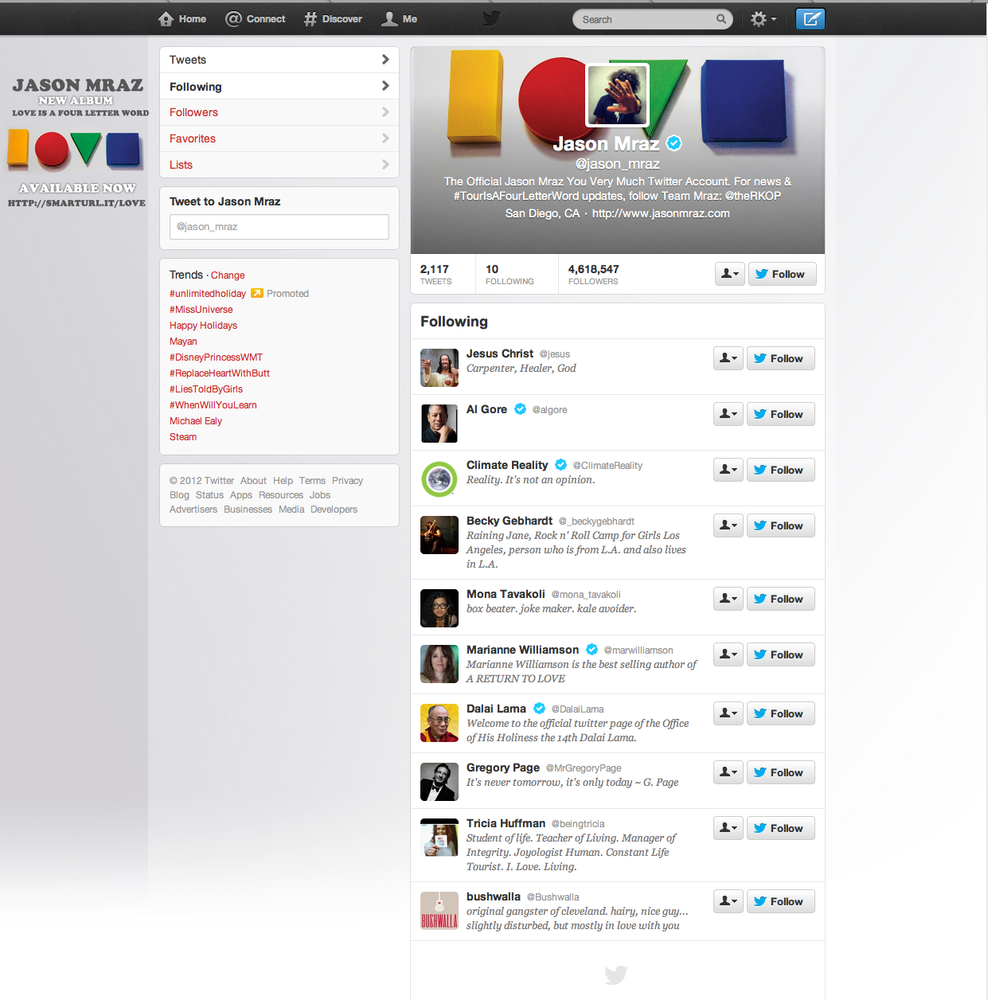 Home Connect Discover Me
Search
JASON MRAZ
NEW ALBUM
LOVE IS A FOUR LETTER WORD
AVAILABLE NOW
HTTP://SMARTURL.IT/LOVE
Tweets
Following
Followers
Favorites
Lists
Tweet to Jason Mraz
@jason_mraz
Trends · Change
#unlimitedholiday Promoted
#MissUniverse
Happy Holidays
Mayan
#DisneyPrincessWMT
#ReplaceHeartWithButt
#LiesToldByGirls
#WhenWillYouLearn
Michael Ealy
Steam
© 2012 Twitter About Help Terms Privacy
Blog Status Apps Resources Jobs
Advertisers Businesses Media Developers
Jason Mraz
@jason_mraz
The Official Jason Mraz You Very Much Twitter Account. For news &
#TourIsAFourLetterWord updates, follow Team Mraz: @theRKOP
San Diego, CA · http://www.jasonmraz.com
2,117 10 4,618,547
TWEETS FOLLOWING FOLLOWERS
Follow
Following
Jesus Christ @jesus
Carpenter, Healer, God
Follow
Al Gore @algore
Follow
Climate Reality @ClimateReality
Reality. It's not an opinion.
Follow
Becky Gebhardt @_beckygebhardt
Raining Jane, Rock n' Roll Camp for Girls Los
Angeles, person who is from L.A. and also lives
in L.A.
Follow
Mona Tavakoli @mona_tavakoli
box beater. joke maker. kale avoider.
Follow
Marianne Williamson @marwilliamson
Marianne Williamson is the best selling author of
A RETURN TO LOVE
Follow
Dalai Lama @DalaiLama
Welcome to the official twitter page of the Office
of His Holiness the 14th Dalai Lama.
Follow
Gregory Page @MrGregoryPage
It's never tomorrow, it's only today ~ G. Page
Follow
Tricia Huffman @beingtricia
Student of life. Teacher of Living. Manager of
Integrity. Joyologist Human. Constant Life
Tourist. I. Love. Living.
Follow
bushwalla @Bushwalla
original gangster of cleveland. hairy, nice guy...
slightly disturbed, but mostly in love with you
Follow
BUSHWALLA